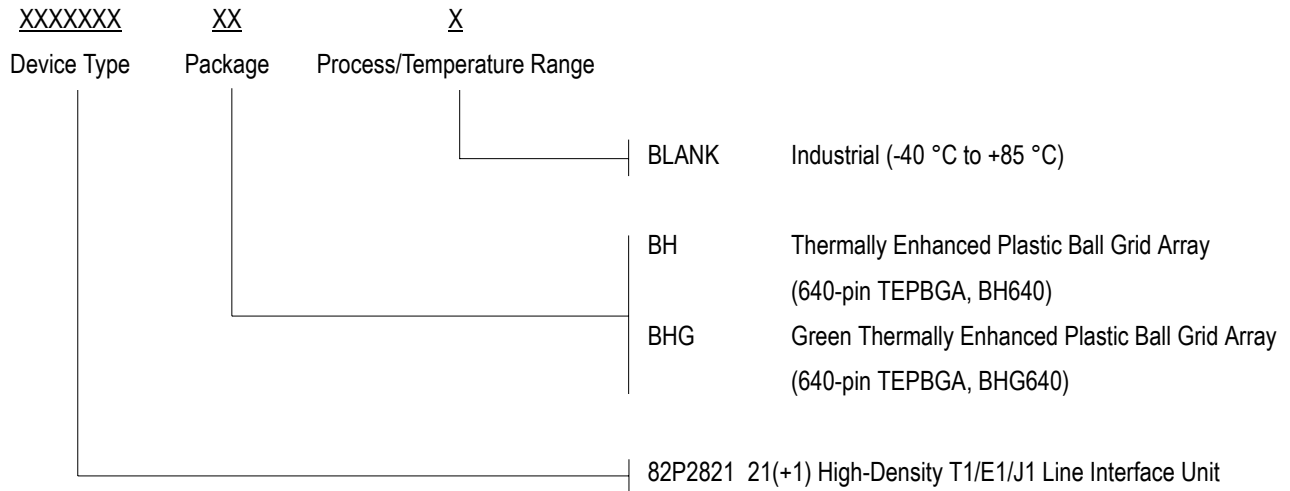 XXXXXXX XX X
Device Type Package Process/Temperature Range
BLANK Industrial (-40 °C to +85 °C)
BH Thermally Enhanced Plastic Ball Grid Array
(640-pin TEPBGA, BH640)
BHG Green Thermally Enhanced Plastic Ball Grid Array
(640-pin TEPBGA, BHG640)
82P2821 21(+1) High-Density T1/E1/J1 Line Interface Unit